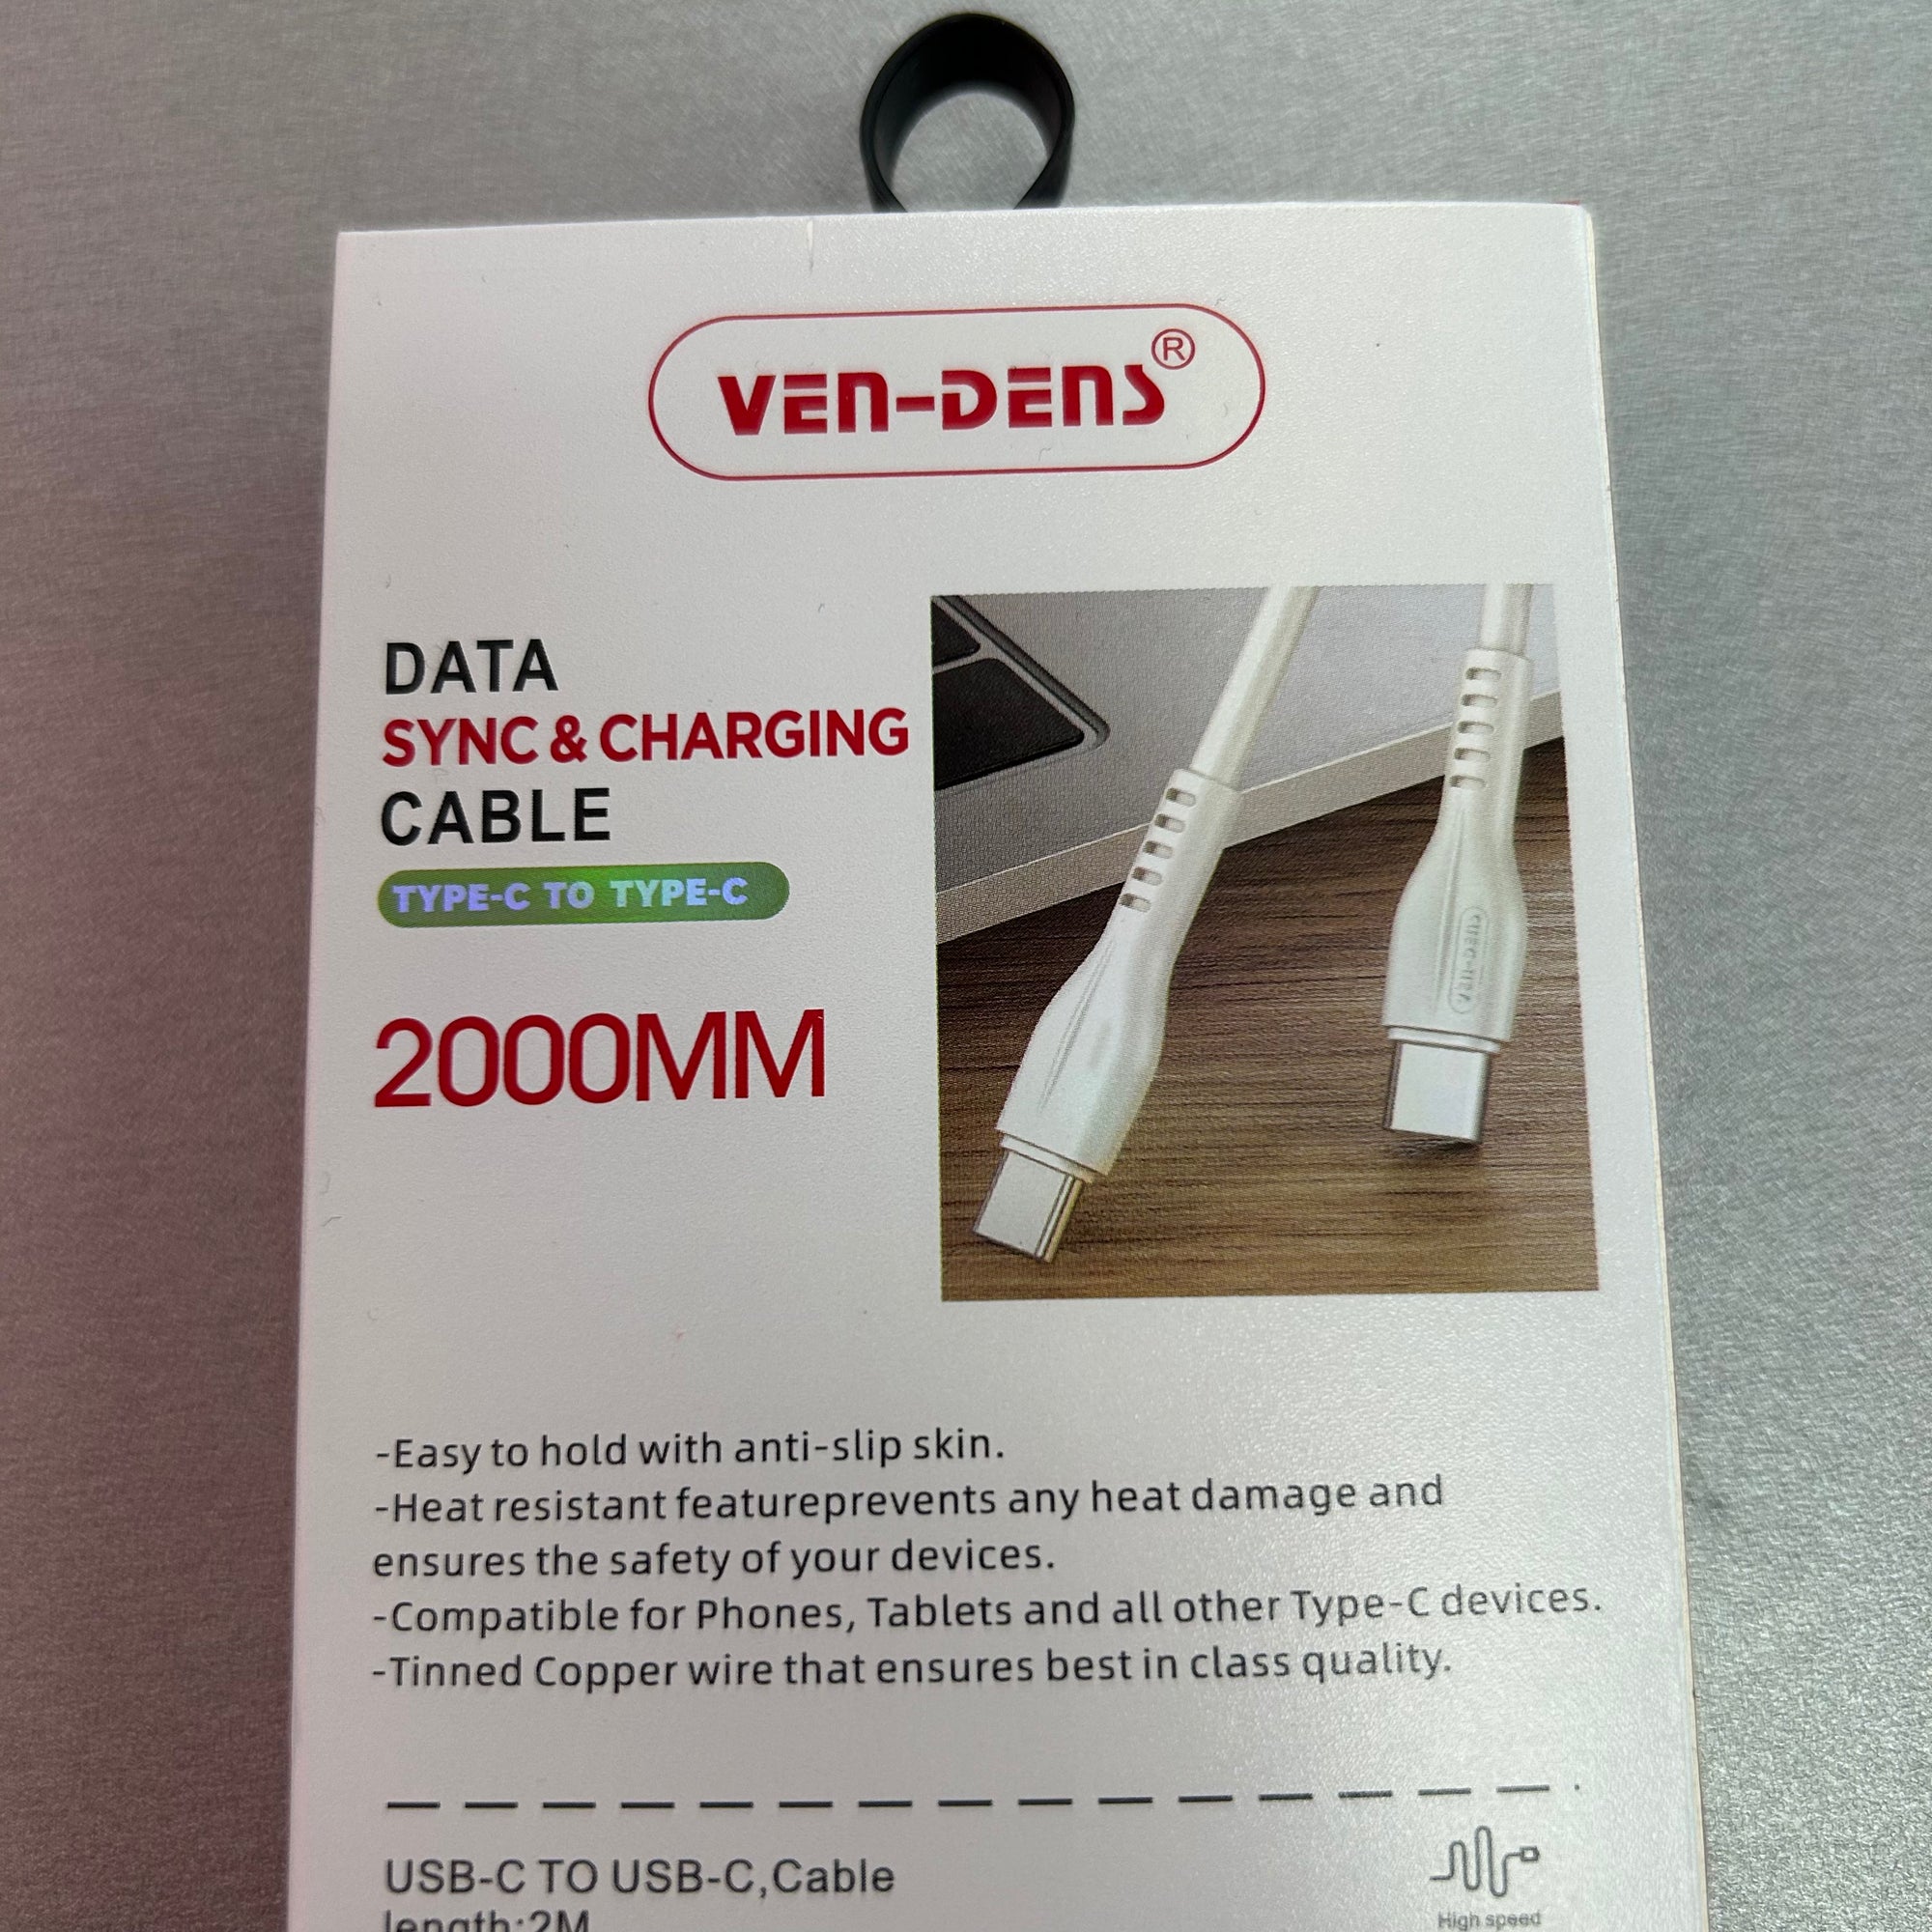 VEN-DENS®
DATA
SYNC & CHARGING
CABLE
TYPE-C TO TYPE-C
2000MM
VEN-DENS
-Easy to hold with anti-slip skin.
-Heat resistant featureprevents any heat damage and
ensures the safety of your devices.
-Compatible for Phones, Tablets and all other Type-C devices.
-Tinned Copper wire that ensures best in class quality.
USB-C TO USB-C,Cable
length:2M
High speed